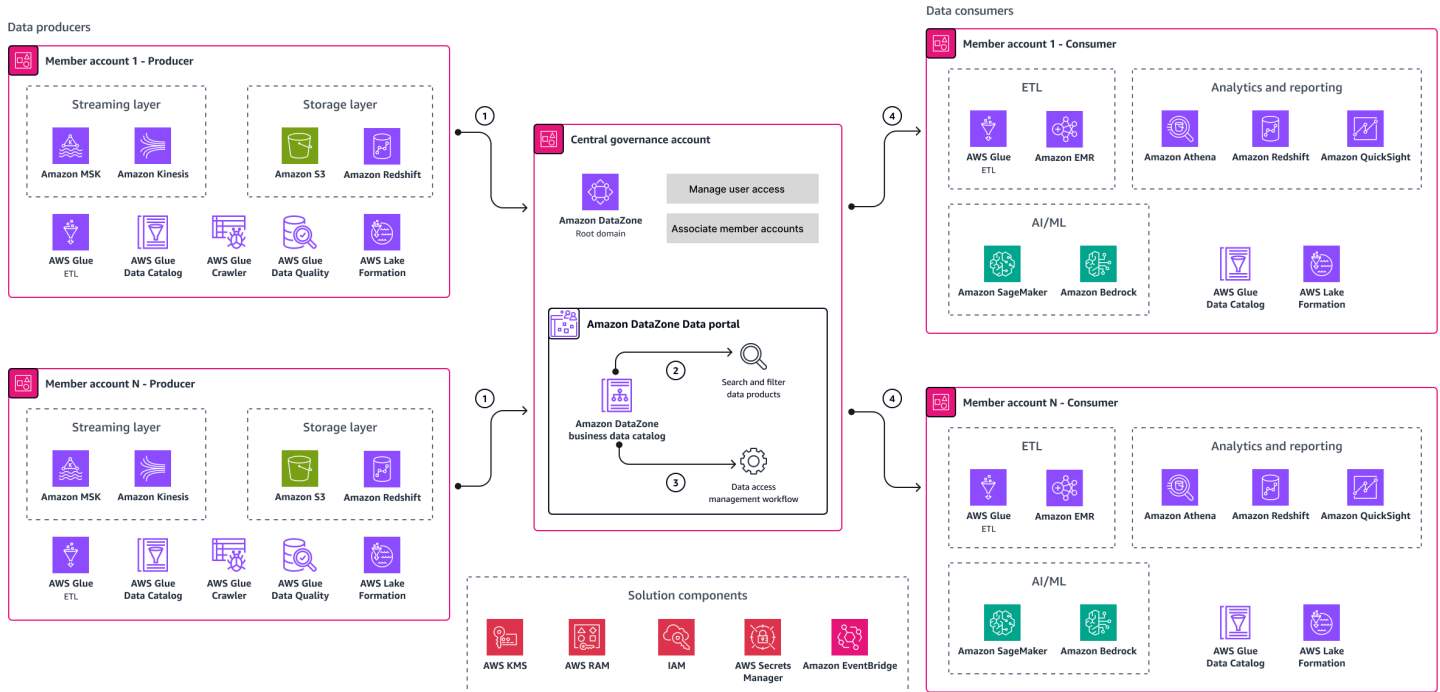 Data producers
Member account 1 - Producer
Streaming layer
Amazon MSK
Amazon Kinesis
Storage layer
Amazon S3
Amazon Redshift
AWS Glue
ETL
AWS Glue
Data Catalog
AWS Glue
Crawler
AWS Glue
Data Quality
AWS Lake
Formation
Member account N - Producer
Streaming layer
Amazon MSK
Amazon Kinesis
Storage layer
Amazon S3
Amazon Redshift
AWS Glue
ETL
AWS Glue
Data Catalog
AWS Glue
Crawler
AWS Glue
Data Quality
AWS Lake
Formation
1
1
Central governance account
Amazon DataZone
Root domain
Manage user access
Associate member accounts
Amazon DataZone Data portal
2
Search and filter
data products
Amazon DataZone
business data catalog
3
Data access
management workflow
Solution components
AWS KMS
AWS RAM
IAM
AWS Secrets
Manager
Amazon EventBridge
4
4
Data consumers
Member account 1 - Consumer
ETL
AWS Glue
ETL
Amazon EMR
Analytics and reporting
Amazon Athena
Amazon Redshift
Amazon QuickSight
AI/ML
Amazon SageMaker
Amazon Bedrock
AWS Glue
Data Catalog
AWS Lake
Formation
Member account N - Consumer
ETL
AWS Glue
ETL
Amazon EMR
Analytics and reporting
Amazon Athena
Amazon Redshift
Amazon QuickSight
AI/ML
Amazon SageMaker
Amazon Bedrock
AWS Glue
Data Catalog
AWS Lake
Formation